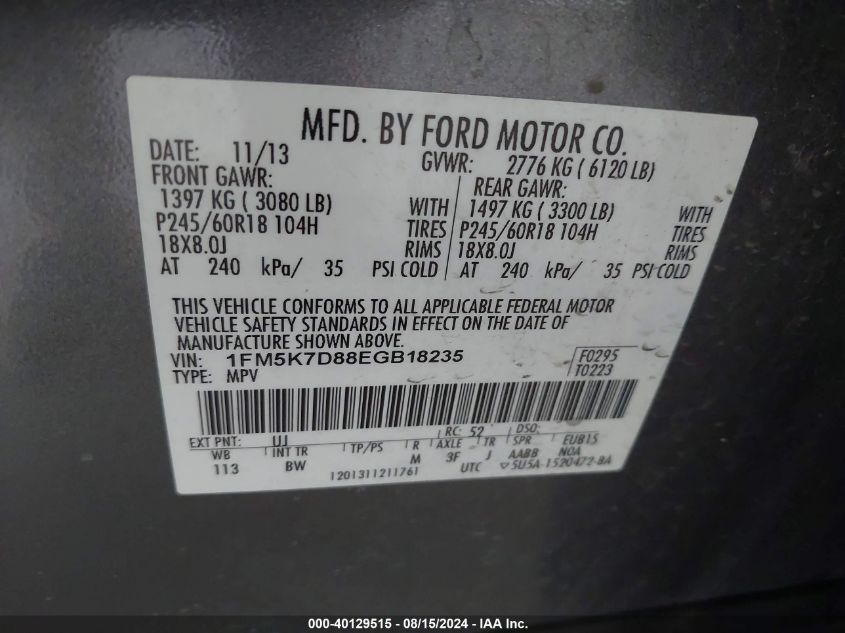 MFD. BY FORD MOTOR CO.
DATE: 11/13 GVWR: 2776 KG ( 6120 LB)
FRONT GAWR: REAR GAWR:
1397 KG ( 3080 LB) WITH 1497 KG ( 3300 LB) WITH
P245/60R18 104H TIRES P245/60R18 104H TIRES
18X8.0J RIMS 18X8.0J RIMS
AT 240 kPa/ 35 PSI COLD AT 240 kPa/ 35 PSI COLD
THIS VEHICLE CONFORMS TO ALL APPLICABLE FEDERAL MOTOR
VEHICLE SAFETY STANDARDS IN EFFECT ON THE DATE OF
MANUFACTURE SHOWN ABOVE.
VIN: 1FM5K7D88EGB18235 F0295
TYPE: MPV T0223
EXT PNT: UJ RC: 52 DSO:
WB INT TR TP/PS R AXLE TR SPR EUB1S
113 BW M 3F J AABB NOA
1201311211761 UTC ▽5U5A-1520472-BA
000-40129515 - 08/15/2024 - IAA Inc.